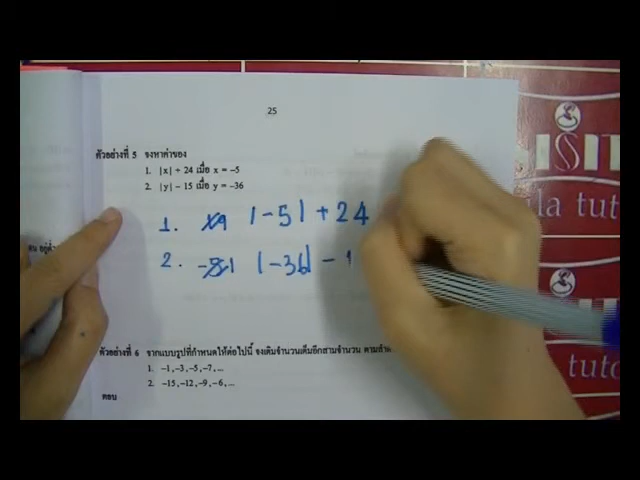 25
ตัวอย่างที่ 5 จงหาค่าของ
1. |x| + 24 เมื่อ x = -5
2. |y| - 15 เมื่อ y = -36
1. |-5| + 24
2. |-36| - 1
ตัวอย่างที่ 6 จากแบบรูปที่กำหนดให้ต่อไปนี้ จงเติมจำนวนเต็มอีกสามจำนวน
1. -1, -3, -5, -7, ...
2. -15, -12, -9, -6, ...
ตอบ
ISIT
la tut
tuto